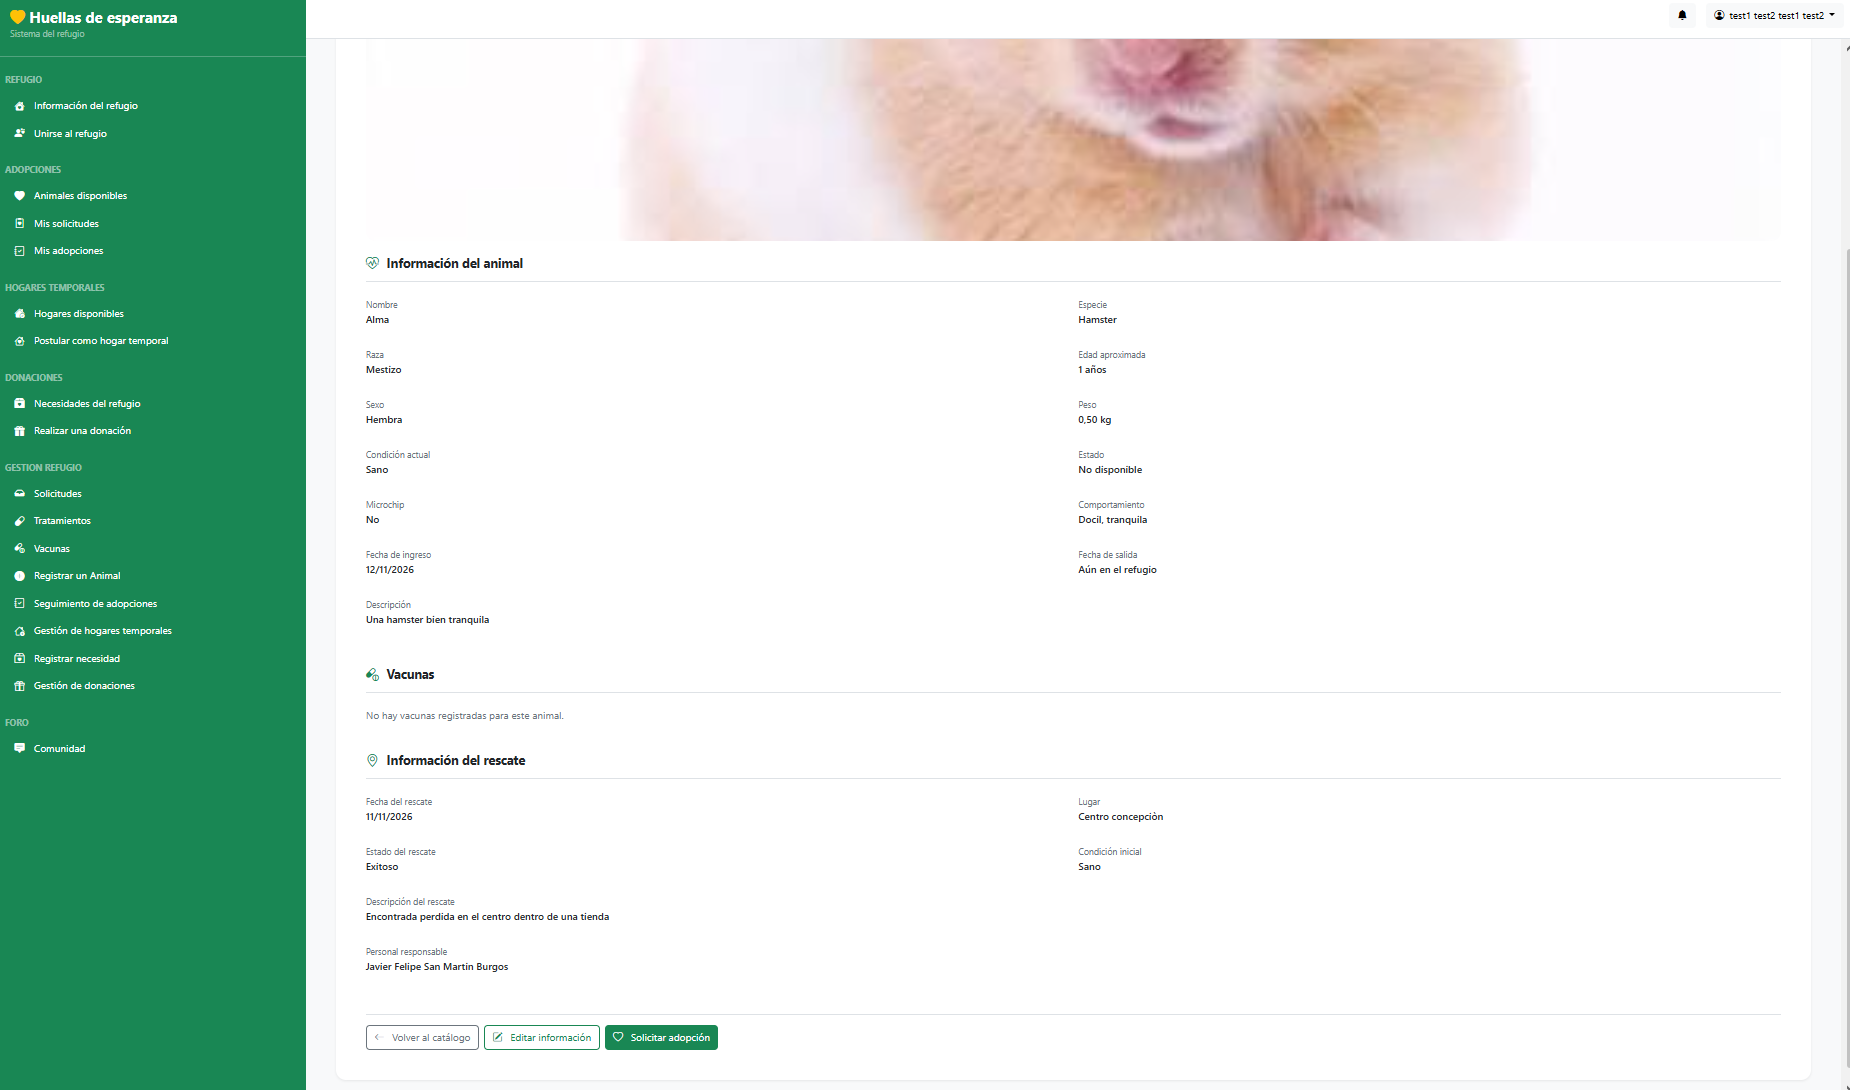 Huellas de esperanza
Sistema del refugio
test1 test2 test1 test2
REFUGIO
Información del refugio
Unirse al refugio
ADOPCIONES
Animales disponibles
Mis solicitudes
Mis adopciones
HOGARES TEMPORALES
Hogares disponibles
Postular como hogar temporal
DONACIONES
Necesidades del refugio
Realizar una donación
GESTION REFUGIO
Solicitudes
Tratamientos
Vacunas
Registrar un Animal
Seguimiento de adopciones
Gestión de hogares temporales
Registrar necesidad
Gestión de donaciones
FORO
Comunidad
Información del animal
Nombre
Alma
Especie
Hamster
Raza
Mestizo
Edad aproximada
1 años
Sexo
Hembra
Peso
0,50 kg
Condición actual
Sano
Estado
No disponible
Microchip
No
Comportamiento
Docil, tranquila
Fecha de ingreso
12/11/2026
Fecha de salida
Aún en el refugio
Descripción
Una hamster bien tranquila
Vacunas
No hay vacunas registradas para este animal.
Información del rescate
Fecha del rescate
11/11/2026
Lugar
Centro concepciòn
Estado del rescate
Exitoso
Condición inicial
Sano
Descripción del rescate
Encontrada perdida en el centro dentro de una tienda
Personal responsable
Javier Felipe San Martín Burgos
Volver al catálogo
Editar información
Solicitar adopción